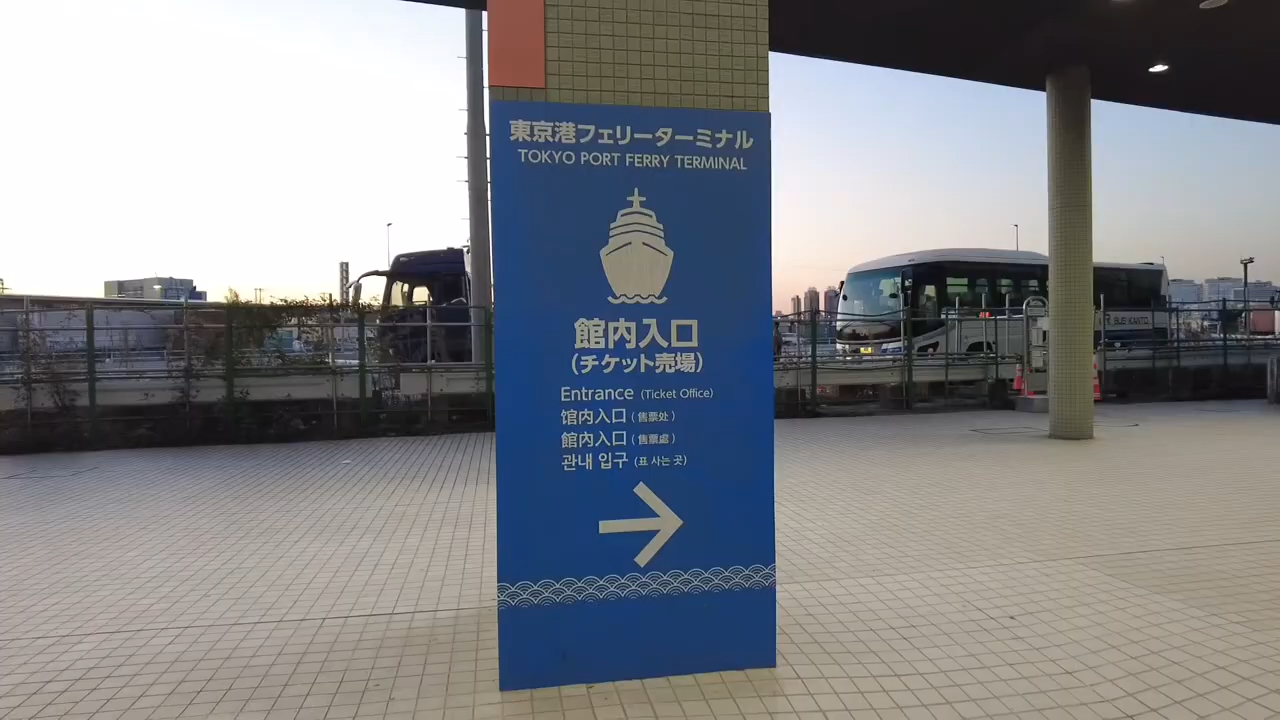 東京港フェリーターミナル
TOKYO PORT FERRY TERMINAL
館内入口
(チケット売場)
Entrance (Ticket Office)
馆内入口 (售票处)
館内入口 (售票處)
관내 입구 (표 사는 곳)
BUS KANTO